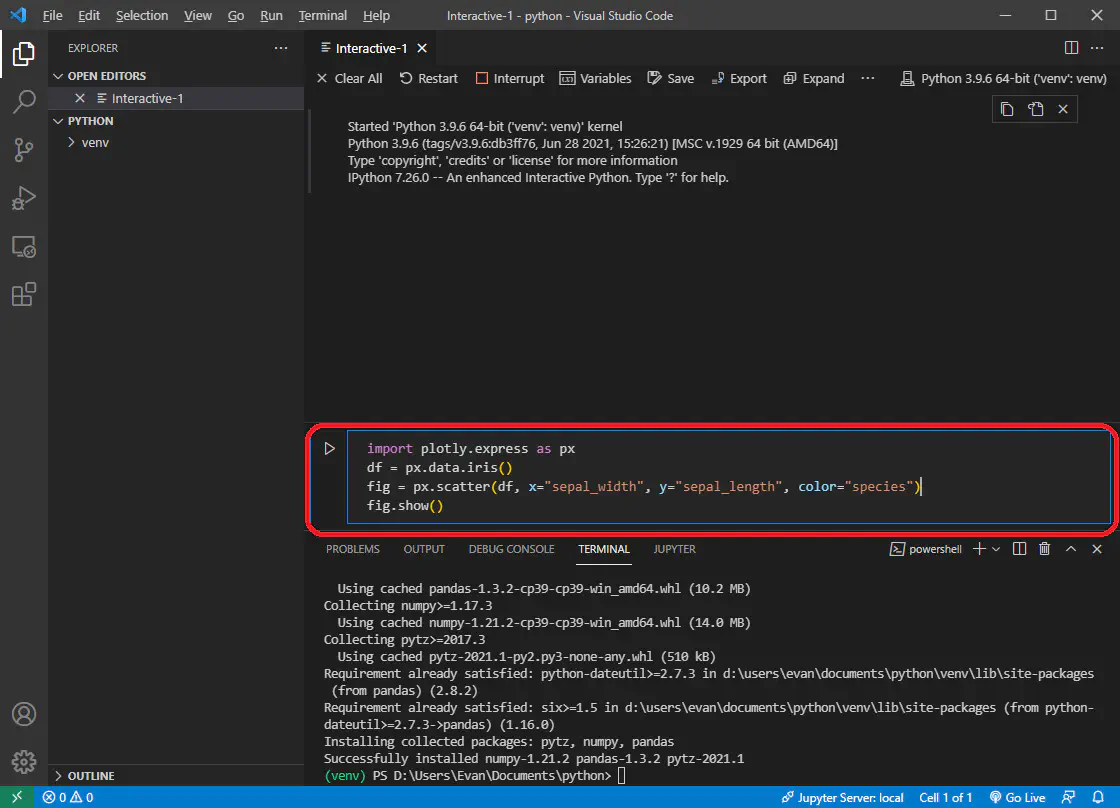 File Edit Selection View Go Run Terminal Help Interactive-1 - python - Visual Studio Code
EXPLORER
OPEN EDITORS
Interactive-1
PYTHON
venv
OUTLINE
Interactive-1
Clear All Restart Interrupt Variables Save Export Expand Python 3.9.6 64-bit ('venv': venv)
Started 'Python 3.9.6 64-bit ('venv': venv)' kernel
Python 3.9.6 (tags/v3.9.6:db3ff76, Jun 28 2021, 15:26:21) [MSC v.1929 64 bit (AMD64)]
Type 'copyright', 'credits' or 'license' for more information
IPython 7.26.0 -- An enhanced Interactive Python. Type '?' for help.
import plotly.express as px
df = px.data.iris()
fig = px.scatter(df, x="sepal_width", y="sepal_length", color="species")
fig.show()
PROBLEMS OUTPUT DEBUG CONSOLE TERMINAL JUPYTER powershell
Using cached pandas-1.3.2-cp39-cp39-win_amd64.whl (10.2 MB)
Collecting numpy>=1.17.3
Using cached numpy-1.21.2-cp39-cp39-win_amd64.whl (14.0 MB)
Collecting pytz>=2017.3
Using cached pytz-2021.1-py2.py3-none-any.whl (510 kB)
Requirement already satisfied: python-dateutil>=2.7.3 in d:\users\evan\documents\python\venv\lib\site-packages
(from pandas) (2.8.2)
Requirement already satisfied: six>=1.5 in d:\users\evan\documents\python\venv\lib\site-packages (from python-
dateutil>=2.7.3->pandas) (1.16.0)
Installing collected packages: pytz, numpy, pandas
Successfully installed numpy-1.21.2 pandas-1.3.2 pytz-2021.1
(venv) PS D:\Users\Evan\Documents\python>
0 0 Jupyter Server: local Cell 1 of 1 Go Live